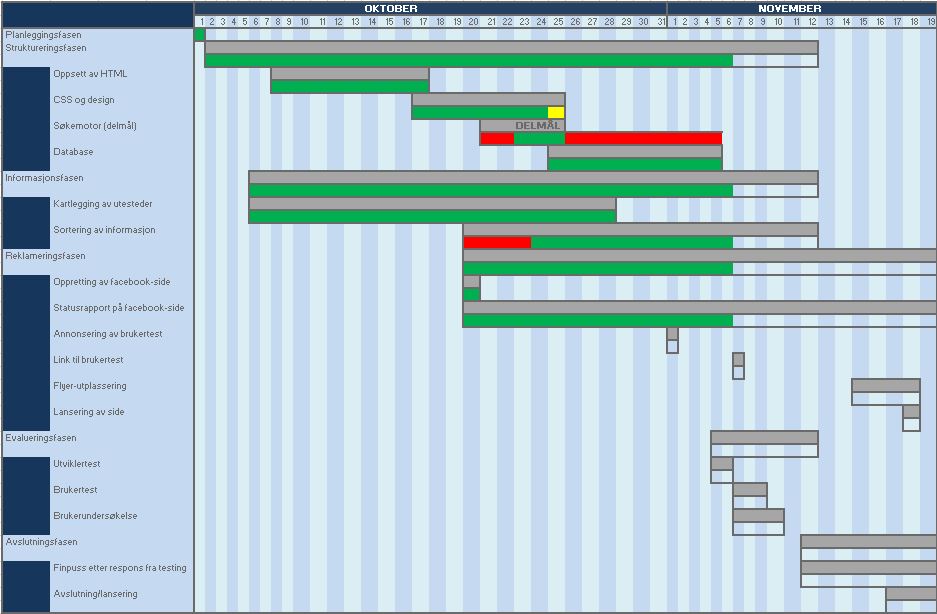 OKTOBER NOVEMBER
1 2 3 4 5 6 7 8 9 10 11 12 13 14 15 16 17 18 19 20 21 22 23 24 25 26 27 28 29 30 31 1 2 3 4 5 6 7 8 9 10 11 12 13 14 15 16 17 18 19
Planleggingsfasen
Struktureringsfasen
Oppsett av HTML
CSS og design
Søkemotor (delmål) DELMÅL
Database
Informasjonsfasen
Kartlegging av utesteder
Sortering av informasjon
Reklameringsfasen
Oppretting av facebook-side
Statusrapport på facebook-side
Annonsering av brukertest
Link til brukertest
Flyer-utplassering
Lansering av side
Evalueringsfasen
Utviklertest
Brukertest
Brukerundersøkelse
Avslutningsfasen
Finpuss etter respons fra testing
Avslutning/lansering